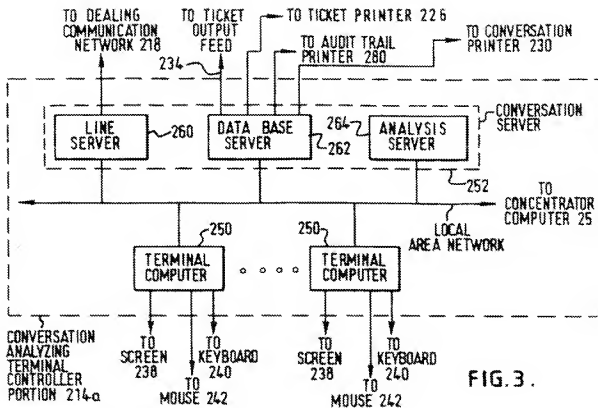 TO DEALING
COMMUNICATION
NETWORK 218
TO TICKET
OUTPUT
FEED
234
TO TICKET PRINTER 226
TO AUDIT TRAIL
PRINTER 280
TO CONVERSATION
PRINTER 230
LINE
SERVER
260
DATA BASE
SERVER
262
264
ANALYSIS
SERVER
CONVERSATION
SERVER
252
TO
CONCENTRATOR
COMPUTER 25
LOCAL
AREA NETWORK
250
TERMINAL
COMPUTER
250
TERMINAL
COMPUTER
CONVERSATION
ANALYZING
TERMINAL
CONTROLLER
PORTION 214a
TO
SCREEN
238
TO
MOUSE 242
TO
KEYBOARD
240
TO
SCREEN
238
TO
MOUSE 242
TO
KEYBOARD
240
FIG.3.